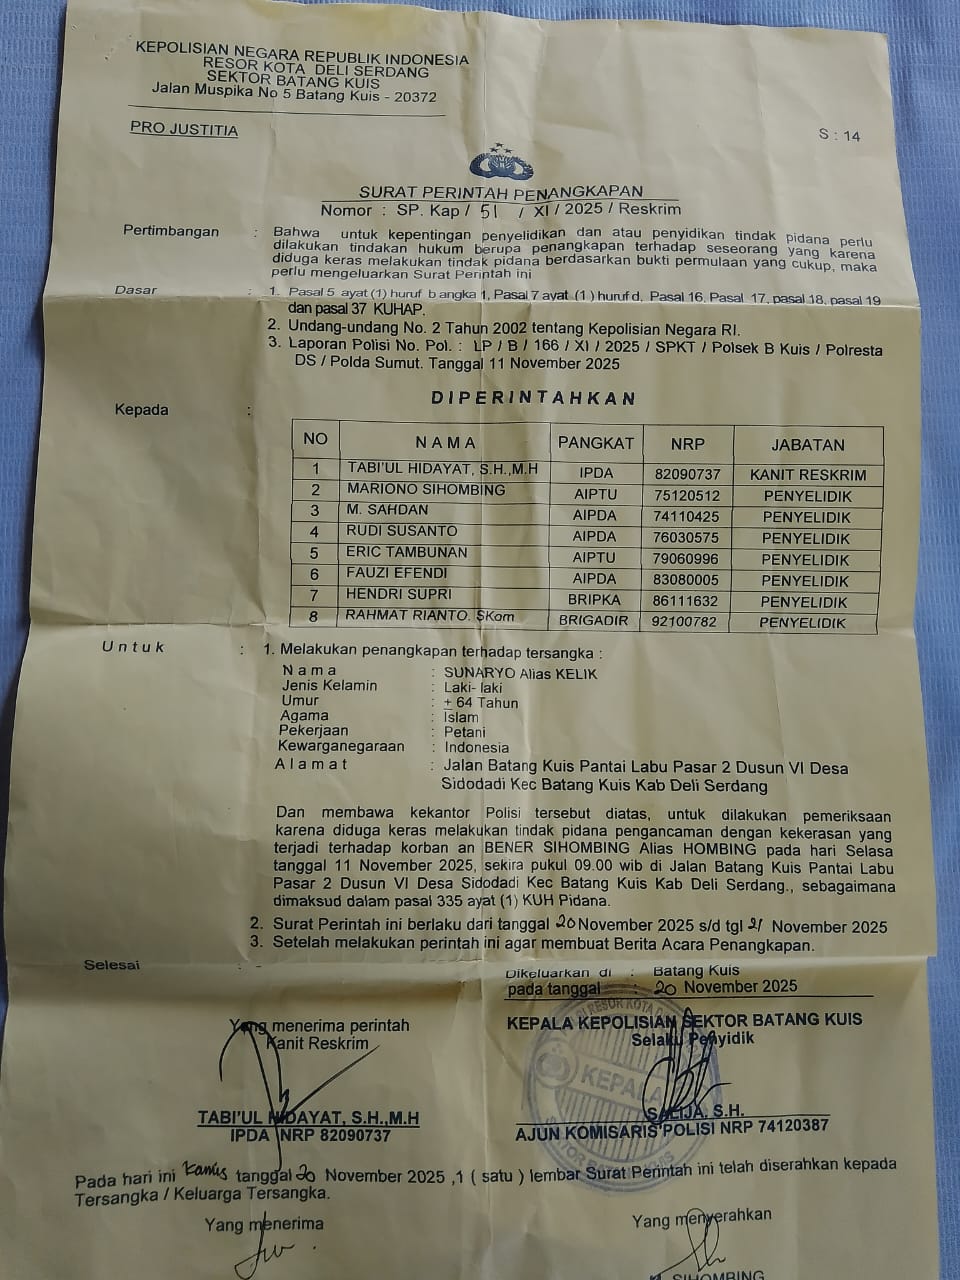 KEPOLISIAN NEGARA REPUBLIK INDONESIA
RESOR KOTA DELI SERDANG
SEKTOR BATANG KUIS
Jalan Muspika No 5 Batang Kuis - 20372
PRO JUSTITIA
S : 14
SURAT PERINTAH PENANGKAPAN
Nomor : SP. Kap / 51 / XI / 2025 / Reskrim
Pertimbangan : Bahwa untuk kepentingan penyelidikan dan atau penyidikan tindak pidana perlu
dilakukan tindakan hukum berupa penangkapan terhadap seseorang yang karena
diduga keras melakukan tindak pidana berdasarkan bukti permulaan yang cukup, maka
perlu mengeluarkan Surat Perintah ini
Dasar : 1. Pasal 5 ayat (1) huruf b angka 1, Pasal 7 ayat (1) huruf d, Pasal 16, Pasal 17, pasal 18, pasal 19
dan pasal 37 KUHAP.
2. Undang-undang No. 2 Tahun 2002 tentang Kepolisian Negara RI.
3. Laporan Polisi No. Pol. : LP / B / 166 / XI / 2025 / SPKT / Polsek B Kuis / Polresta
DS / Polda Sumut. Tanggal 11 November 2025
DIPERINTAHKAN
Kepada :
NO NAMA PANGKAT NRP JABATAN
1 TABI'UL HIDAYAT, S.H.,M.H IPDA 82090737 KANIT RESKRIM
2 MARIONO SIHOMBING AIPTU 75120512 PENYELIDIK
3 M. SAHDAN AIPDA 74110425 PENYELIDIK
4 RUDI SUSANTO AIPDA 76030575 PENYELIDIK
5 ERIC TAMBUNAN AIPTU 79060996 PENYELIDIK
6 FAUZI EFENDI AIPDA 83080005 PENYELIDIK
7 HENDRI SUPRI BRIPKA 86111632 PENYELIDIK
8 RAHMAT RIANTO. SKom BRIGADIR 92100782 PENYELIDIK
Untuk : 1. Melakukan penangkapan terhadap tersangka :
Nama : SUNARYO Alias KELIK
Jenis Kelamin : Laki- laki
Umur : ± 64 Tahun
Agama : Islam
Pekerjaan : Petani
Kewarganegaraan : Indonesia
Alamat : Jalan Batang Kuis Pantai Labu Pasar 2 Dusun VI Desa
Sidodadi Kec Batang Kuis Kab Deli Serdang
Dan membawa kekantor Polisi tersebut diatas, untuk dilakukan pemeriksaan
karena diduga keras melakukan tindak pidana pengancaman dengan kekerasan yang
terjadi terhadap korban an BENER SIHOMBING Alias HOMBING pada hari Selasa
tanggal 11 November 2025, sekira pukul 09.00 wib di Jalan Batang Kuis Pantai Labu
Pasar 2 Dusun VI Desa Sidodadi Kec Batang Kuis Kab Deli Serdang., sebagaimana
dimaksud dalam pasal 335 ayat (1) KUH Pidana.
2. Surat Perintah ini berlaku dari tanggal 20 November 2025 s/d tgl 21 November 2025
3. Setelah melakukan perintah ini agar membuat Berita Acara Penangkapan.
Selesai : -
Dikeluarkan di : Batang Kuis
pada tanggal : 20 November 2025
Yang menerima perintah
Kanit Reskrim
TABI'UL HIDAYAT, S.H.,M.H
IPDA NRP 82090737
KEPALA KEPOLISIAN SEKTOR BATANG KUIS
Selaku Penyidik
KEPALA
SALIJA, S.H.
AJUN KOMISARIS POLISI NRP 74120387
Pada hari ini Kamis tanggal 20 November 2025 ,1 ( satu ) lembar Surat Perintah ini telah diserahkan kepada
Tersangka / Keluarga Tersangka.
Yang menerima
Yang menyerahkan
SIHOMBING